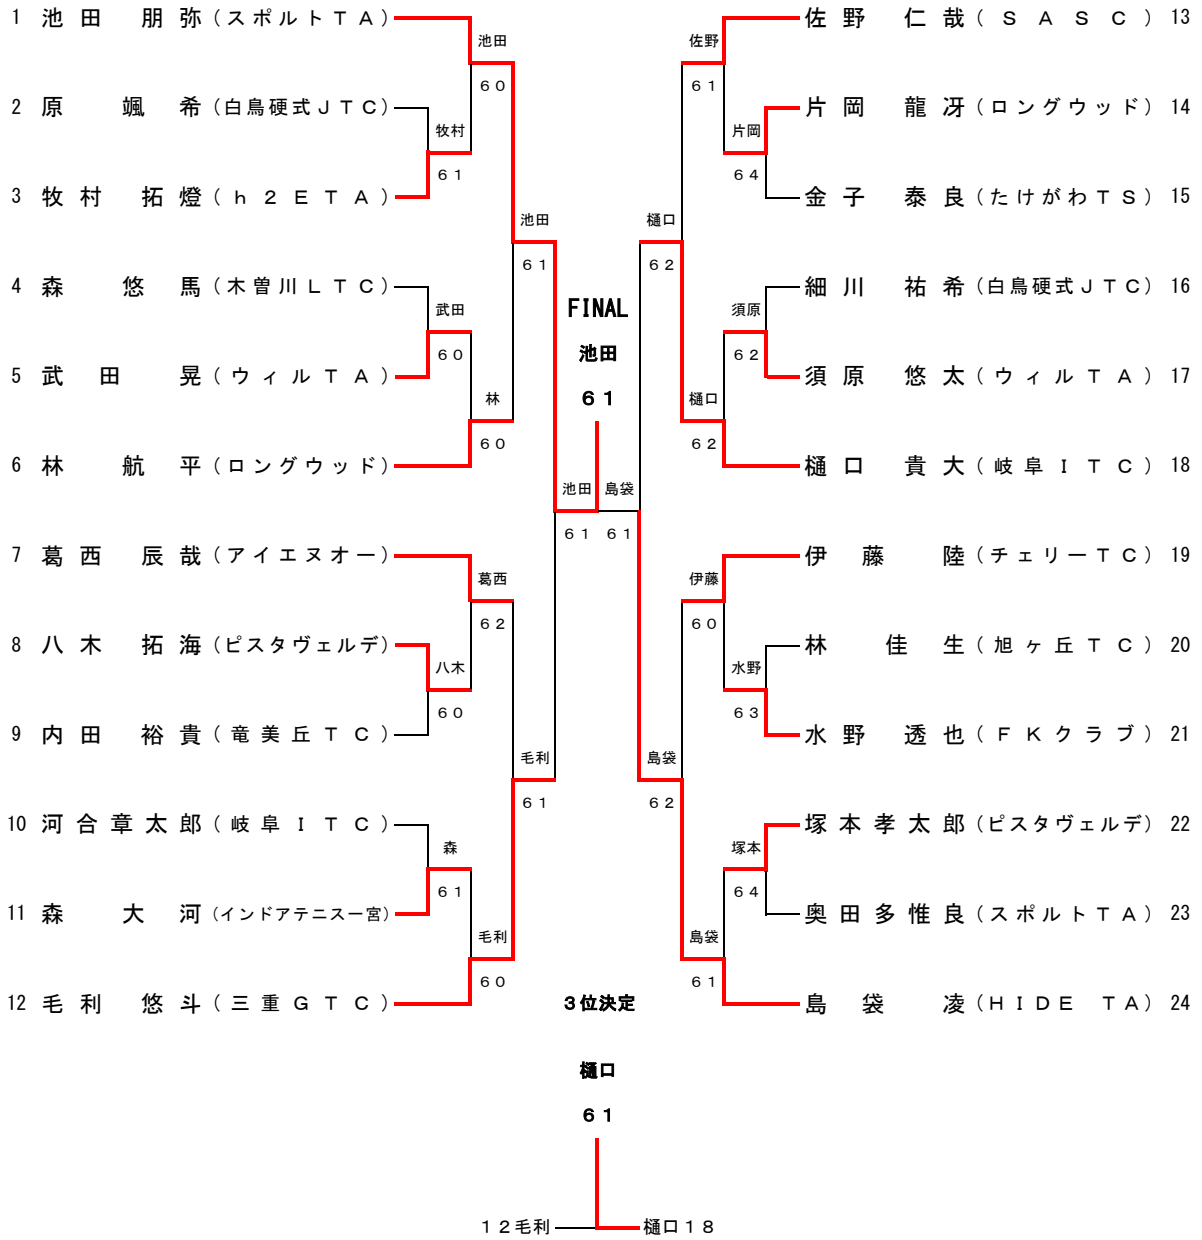 1 池田 朋弥(スポルトTA)
池田
60
2 原 颯希(白鳥硬式JTC)
牧村
61
3 牧村 拓燈(h2ETA)
池田
61
4 森 悠馬(木曽川LTC)
武田
60
5 武田 晃(ウィルTA)
林
60
6 林 航平(ロングウッド)
池田
61
7 葛西 辰哉(アイエヌオー)
葛西
62
8 八木 拓海(ピスタヴェルデ)
八木
60
9 内田 裕貴(竜美丘TC)
毛利
61
10 河合章太郎(岐阜ITC)
森
61
11 森 大河(インドアテニス一宮)
毛利
60
12 毛利 悠斗(三重GTC)
FINAL
池田
61
佐野 仁哉(SASC) 13
佐野
61
片岡 龍冴(ロングウッド) 14
片岡
64
金子 泰良(たけがわTS) 15
樋口
62
細川 祐希(白鳥硬式JTC) 16
須原
62
須原 悠太(ウィルTA) 17
樋口
62
樋口 貴大(岐阜ITC) 18
島袋
61
伊藤 陸(チェリーTC) 19
伊藤
60
林 佳生(旭ヶ丘TC) 20
水野
63
水野 透也(FKクラブ) 21
島袋
62
塚本孝太郎(ピスタヴェルデ) 22
塚本
64
奥田多惟良(スポルトTA) 23
島袋
61
島袋 凌(HIDE TA) 24
3位決定
樋口
61
12毛利
樋口18